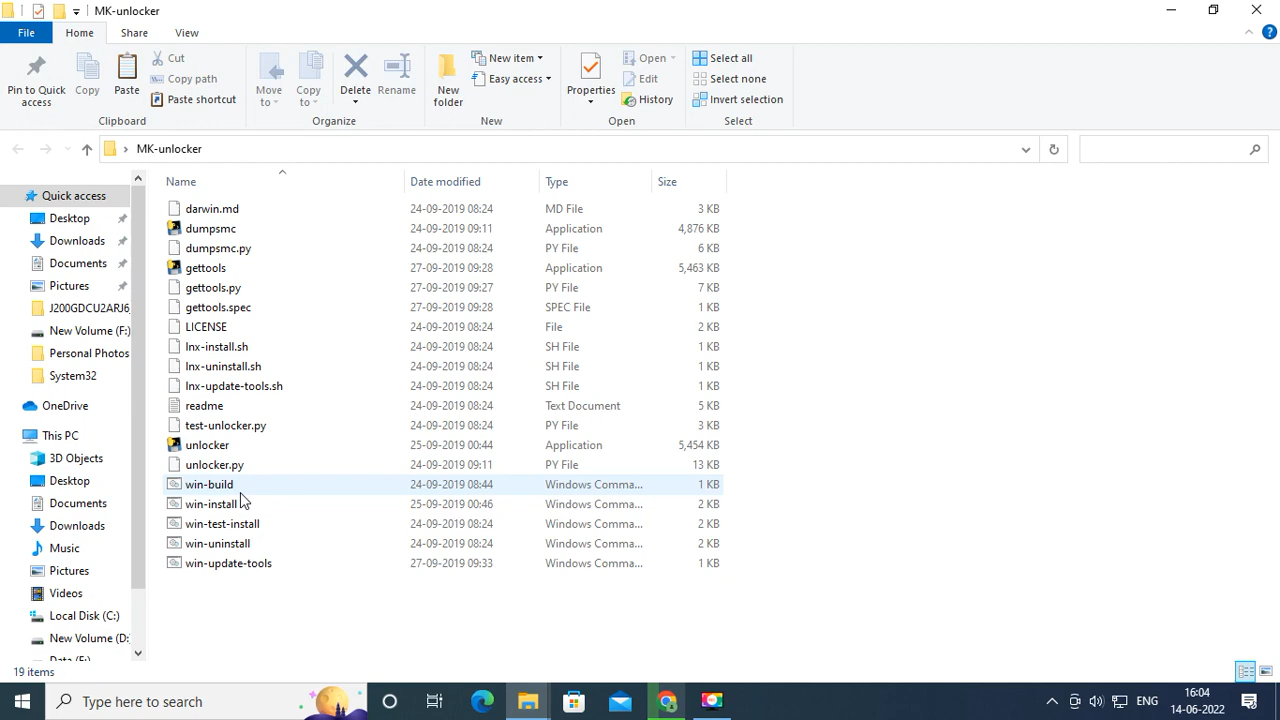 MK-unlocker
File Home Share View
Pin to Quick access
Copy
Paste
Cut
Copy path
Paste shortcut
Clipboard
Move to
Copy to
Delete
Rename
Organize
New folder
New item
Easy access
New
Properties
Open
Edit
History
Open
Select all
Select none
Invert selection
Select
MK-unlocker
Quick access
Desktop
Downloads
Documents
Pictures
J200GDCU2ARJ6_
New Volume (F:)
Personal Photos
System32
OneDrive
This PC
3D Objects
Desktop
Documents
Downloads
Music
Pictures
Videos
Local Disk (C:)
New Volume (D:
Name Date modified Type Size
darwin.md 24-09-2019 08:24 MD File 3 KB
dumpsmc 24-09-2019 09:11 Application 4,876 KB
dumpsmc.py 24-09-2019 08:24 PY File 6 KB
gettools 27-09-2019 09:28 Application 5,463 KB
gettools.py 27-09-2019 09:27 PY File 7 KB
gettools.spec 27-09-2019 09:28 SPEC File 1 KB
LICENSE 24-09-2019 08:24 File 2 KB
lnx-install.sh 24-09-2019 08:24 SH File 1 KB
lnx-uninstall.sh 24-09-2019 08:24 SH File 1 KB
lnx-update-tools.sh 24-09-2019 08:24 SH File 1 KB
readme 24-09-2019 08:24 Text Document 5 KB
test-unlocker.py 24-09-2019 08:24 PY File 3 KB
unlocker 25-09-2019 00:44 Application 5,454 KB
unlocker.py 24-09-2019 09:11 PY File 13 KB
win-build 24-09-2019 08:44 Windows Comma... 1 KB
win-install 25-09-2019 00:46 Windows Comma... 2 KB
win-test-install 24-09-2019 08:24 Windows Comma... 2 KB
win-uninstall 24-09-2019 08:24 Windows Comma... 2 KB
win-update-tools 27-09-2019 09:33 Windows Comma... 1 KB
19 items
Type here to search
ENG
16:04
14-06-2022